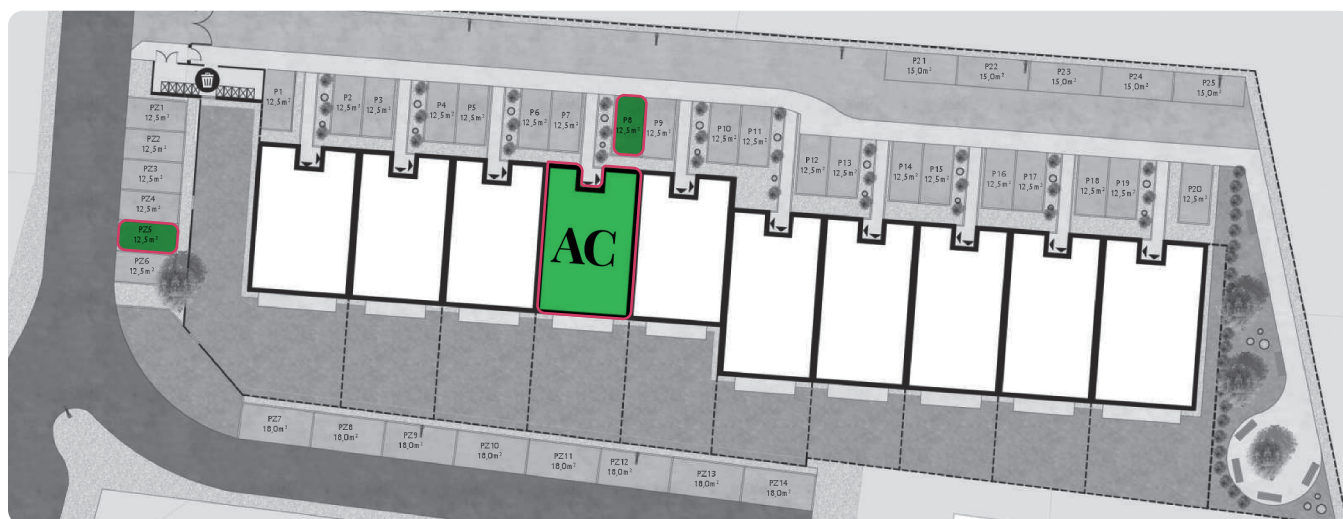 P21
15,0m²
P22
15,0m²
P23
15,0m²
P24
15,0m²
P25
15,0m²
P1
12,5m²
P2
12,5m²
P3
12,5m²
P4
12,5m²
P5
12,5m²
P6
12,5m²
P7
12,5m²
P8
12,5m²
P9
12,5m²
P10
12,5m²
P11
12,5m²
P12
12,5m²
P13
12,5m²
P14
12,5m²
P15
12,5m²
P16
12,5m²
P17
12,5m²
P18
12,5m²
P19
12,5m²
P20
12,5m²
PZ1
12,5m²
PZ2
12,5m²
PZ3
12,5m²
PZ4
12,5m²
PZ5
12,5m²
PZ6
12,5m²
AC
PZ7
18,0m²
PZ8
18,0m²
PZ9
18,0m²
PZ10
18,0m²
PZ11
18,0m²
PZ12
18,0m²
PZ13
18,0m²
PZ14
18,0m²